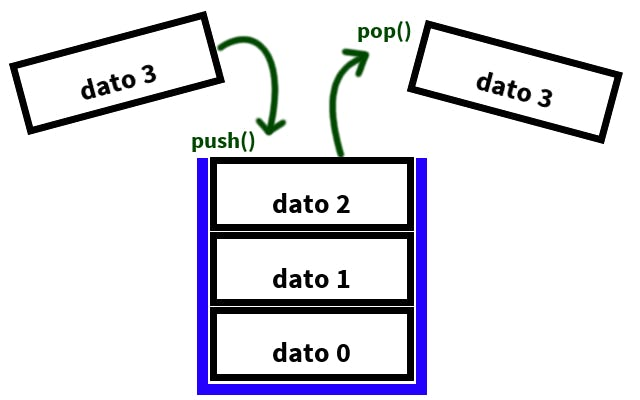 pop()
dato 3
dato 3
push()
dato 2
dato 1
dato 0